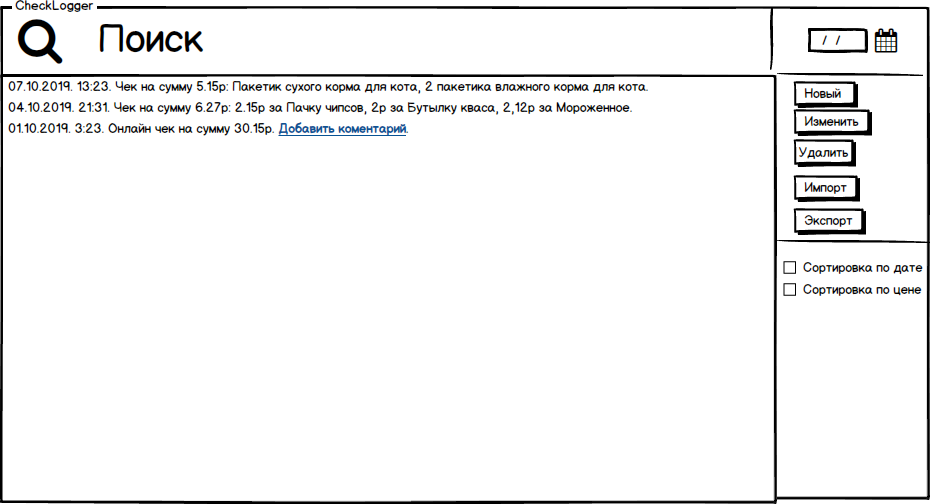 CheckLogger
Поиск
/ /
07.10.2019. 13:23. Чек на сумму 5.15р: Пакетик сухого корма для кота, 2 пакетика влажного корма для кота.
04.10.2019. 21:31. Чек на сумму 6.27р: 2.15р за Пачку чипсов, 2р за Бутылку кваса, 2,12р за Мороженное.
01.10.2019. 3:23. Онлайн чек на сумму 30.15р. Добавить коментарий.
Новый
Изменить
Удалить
Импорт
Экспорт
Сортировка по дате
Сортировка по цене